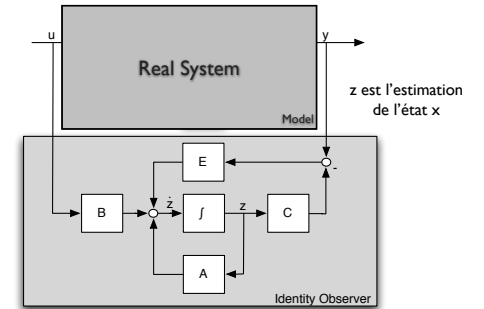 u
y
Real System
Model
z est l'estimation
de l'état x
E
-
B
ż
∫
z
C
A
Identity Observer